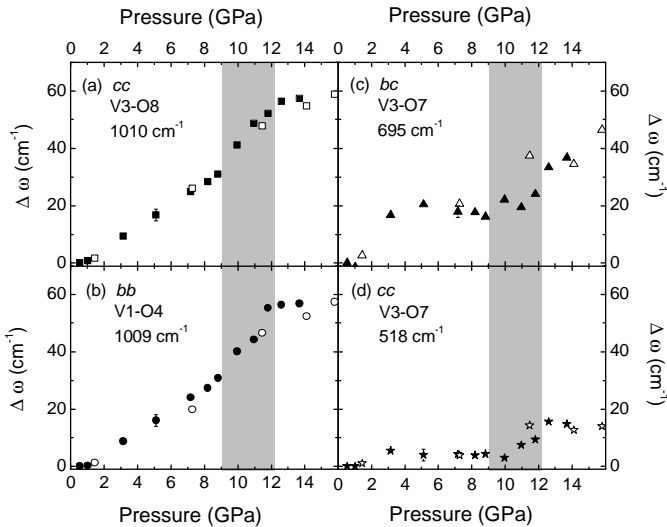 Pressure (GPa) Pressure (GPa)
0 2 4 6 8 10 12 14 0 2 4 6 8 10 12 14
(a) cc
V3-O8
1010 cm-1
(c) bc
V3-O7
695 cm-1
60
40
20
0
Δ ω (cm-1)
60
40
20
0
Δ ω (cm-1)
(b) bb
V1-O4
1009 cm-1
(d) cc
V3-O7
518 cm-1
60
40
20
0
Δ ω (cm-1)
60
40
20
0
Δ ω (cm-1)
0 2 4 6 8 10 12 14 0 2 4 6 8 10 12 14
Pressure (GPa) Pressure (GPa)